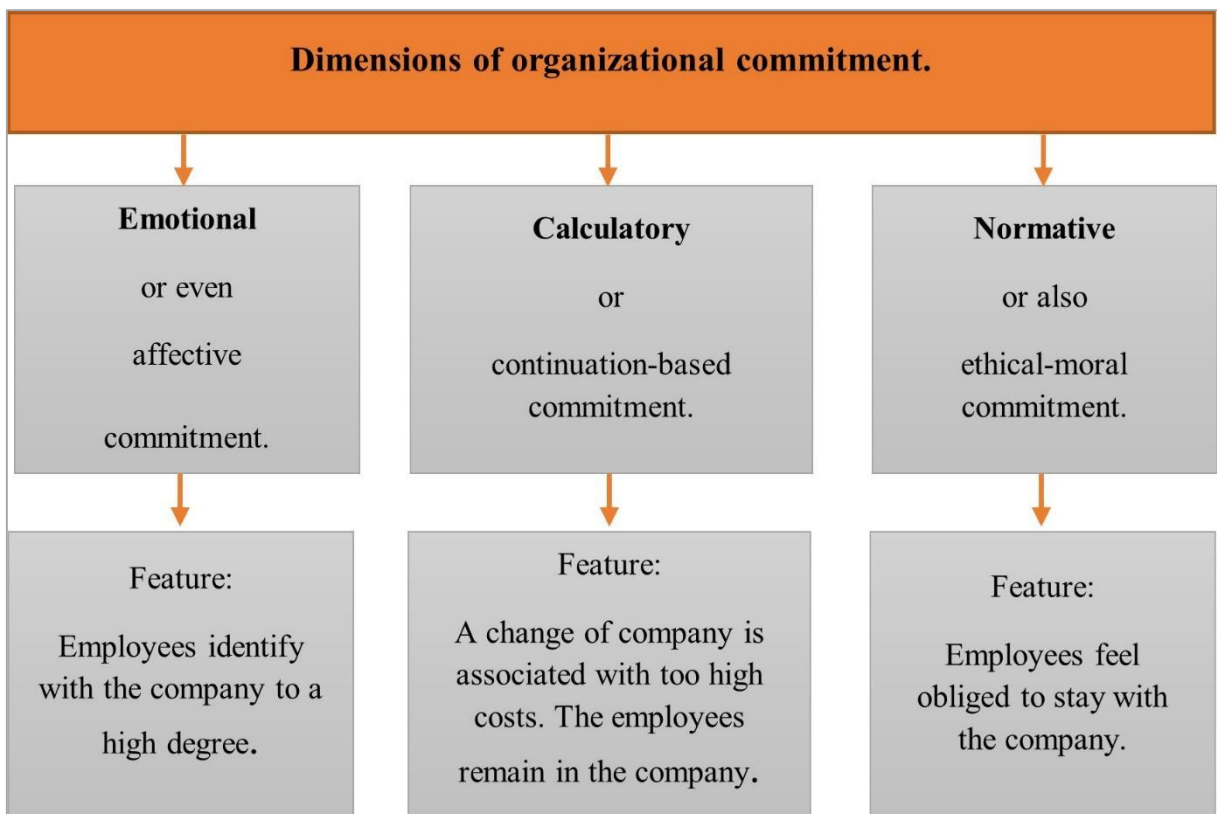 Dimensions of organizational commitment.
Emotional
or even
affective
commitment.
Calculatory
or
continuation-based
commitment.
Normative
or also
ethical-moral
commitment.
Feature:
Employees identify
with the company to a
high degree.
Feature:
A change of company is
associated with too high
costs. The employees
remain in the company.
Feature:
Employees feel
obliged to stay with
the company.